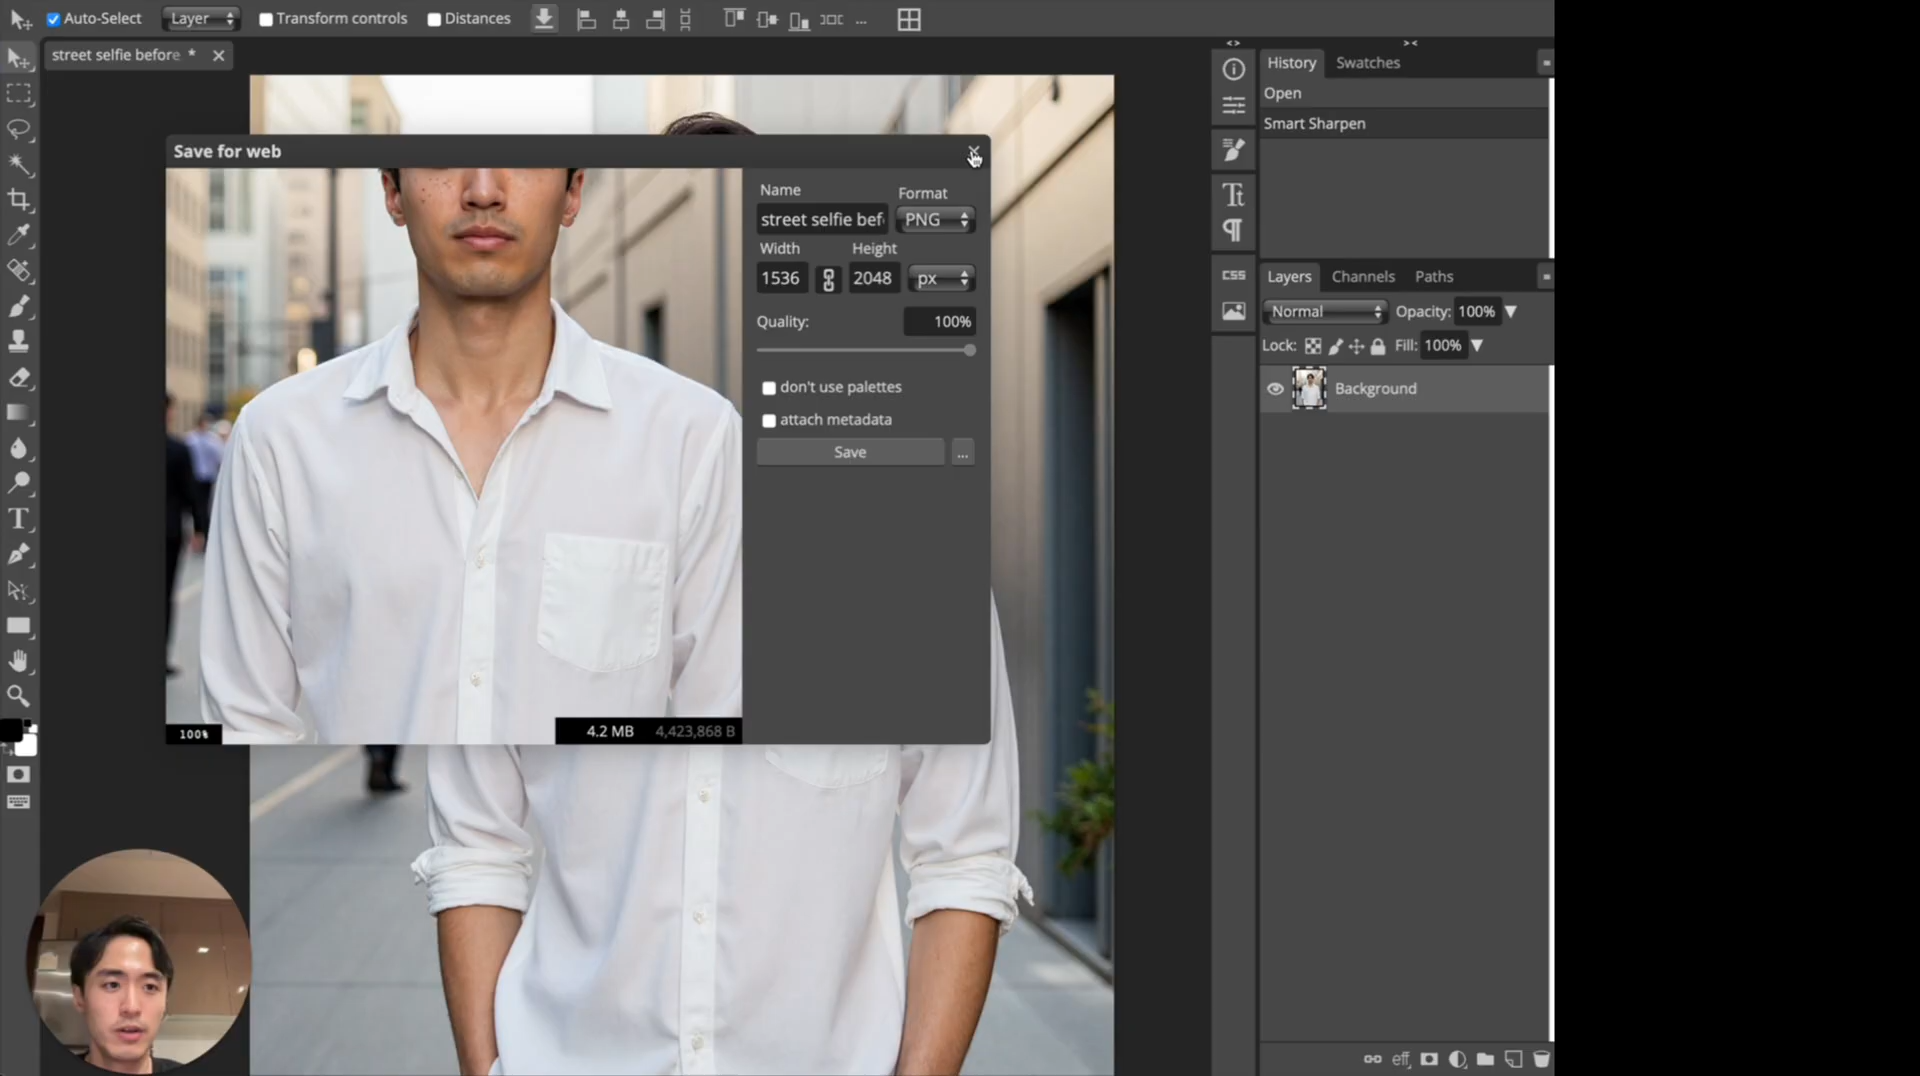 Auto-Select
Layer
Transform controls
Distances
...
street selfie before *
History
Swatches
Open
Smart Sharpen
Save for web
Name
Format
street selfie bef
PNG
Width
Height
1536
2048
px
Quality:
100%
don't use palettes
attach metadata
Save
...
100%
4.2 MB
4,423,868 B
CSS
Layers
Channels
Paths
Normal
Opacity: 100%
Lock:
Fill: 100%
Background
eff